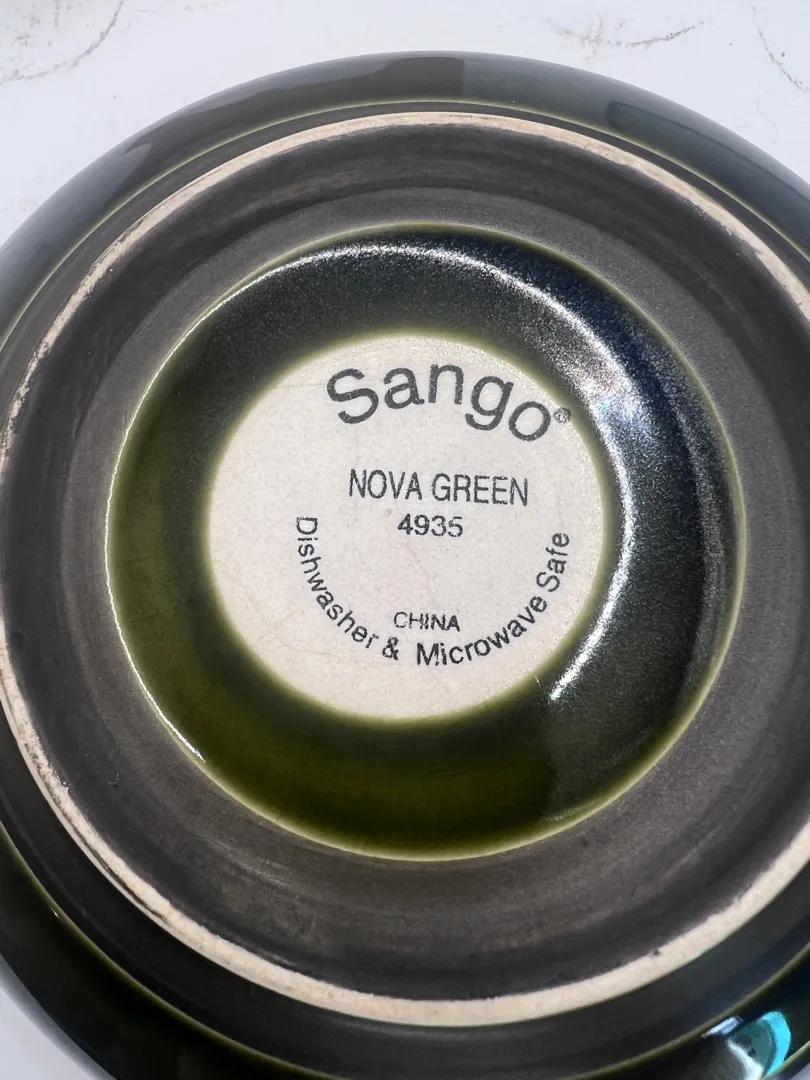 Sango®
NOVA GREEN
4935
CHINA
Dishwasher & Microwave Safe